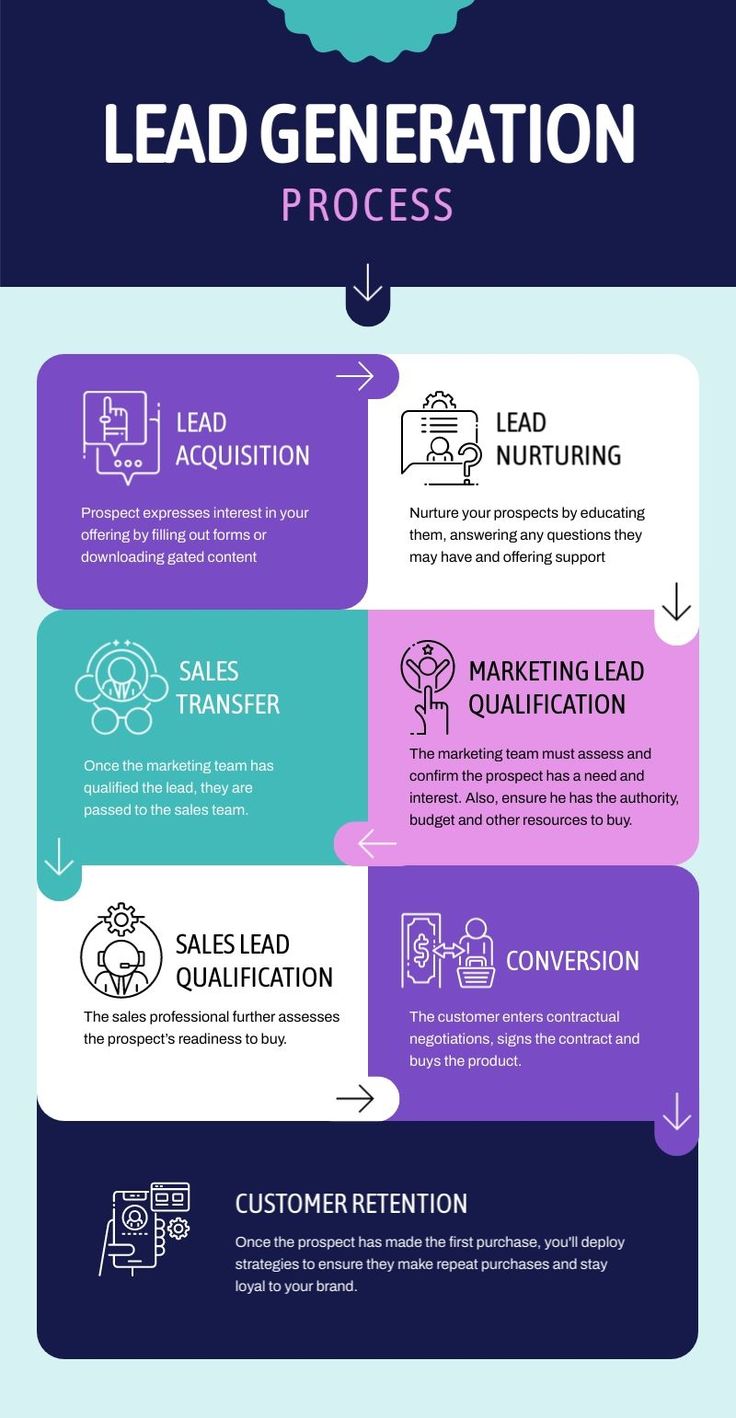 LEAD GENERATION
PROCESS
LEAD
ACQUISITION
Prospect expresses interest in your
offering by filling out forms or
downloading gated content
LEAD
NURTURING
Nurture your prospects by educating
them, answering any questions they
may have and offering support
MARKETING LEAD
QUALIFICATION
The marketing team must assess and
confirm the prospect has a need and
interest. Also, ensure he has the authority,
budget and other resources to buy.
SALES
TRANSFER
Once the marketing team has
qualified the lead, they are
passed to the sales team.
SALES LEAD
QUALIFICATION
The sales professional further assesses
the prospect's readiness to buy.
CONVERSION
The customer enters contractual
negotiations, signs the contract and
buys the product.
CUSTOMER RETENTION
Once the prospect has made the first purchase, you'll deploy
strategies to ensure they make repeat purchases and stay
loyal to your brand.